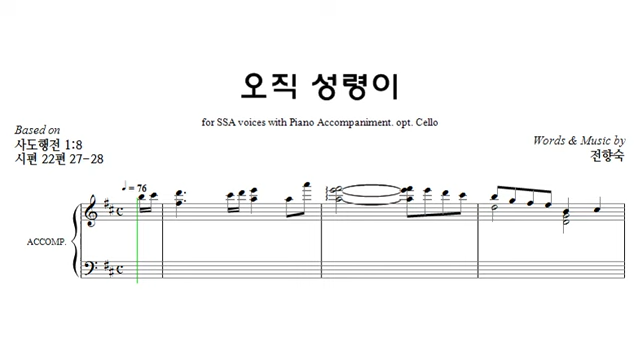 오직 성령이
for SSA voices with Piano Accompaniment. opt. Cello
Based on
사도행전 1:8
시편 22편 27-28
Words & Music by
전향숙
♩ = 76
ACCOMP.